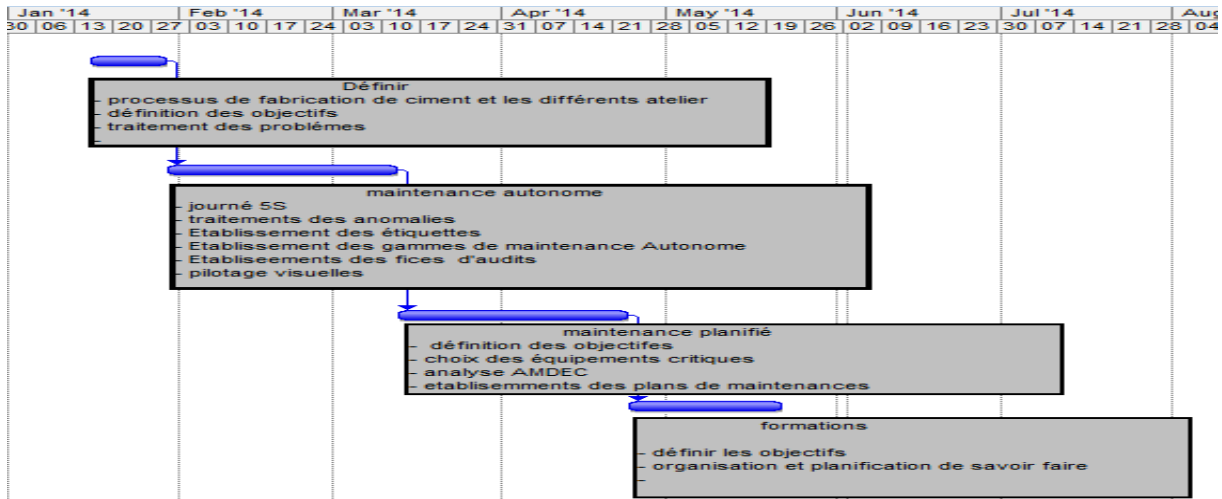 Jan '14 Feb '14 Mar '14 Apr '14 May '14 Jun '14 Jul '14 Aug
30 06 13 20 27 03 10 17 24 03 10 17 24 31 07 14 21 28 05 12 19 26 02 09 16 23 30 07 14 21 28 04
Définir
- processus de fabrication de ciment et les différents atelier
- définition des objectifs
- traitement des problémes
-
maintenance autonome
- journé 5S
- traitements des anomalies
- Etablissement des étiquettes
- Etablissement des gammes de maintenance Autonome
- Etabliseements des fices d'audits
- pilotage visuelles
maintenance planifié
- définition des objectifes
- choix des équipements critiques
- analyse AMDEC
- etablisemments des plans de maintenances
formations
- définir les objectifs
- organisation et planification de savoir faire
-